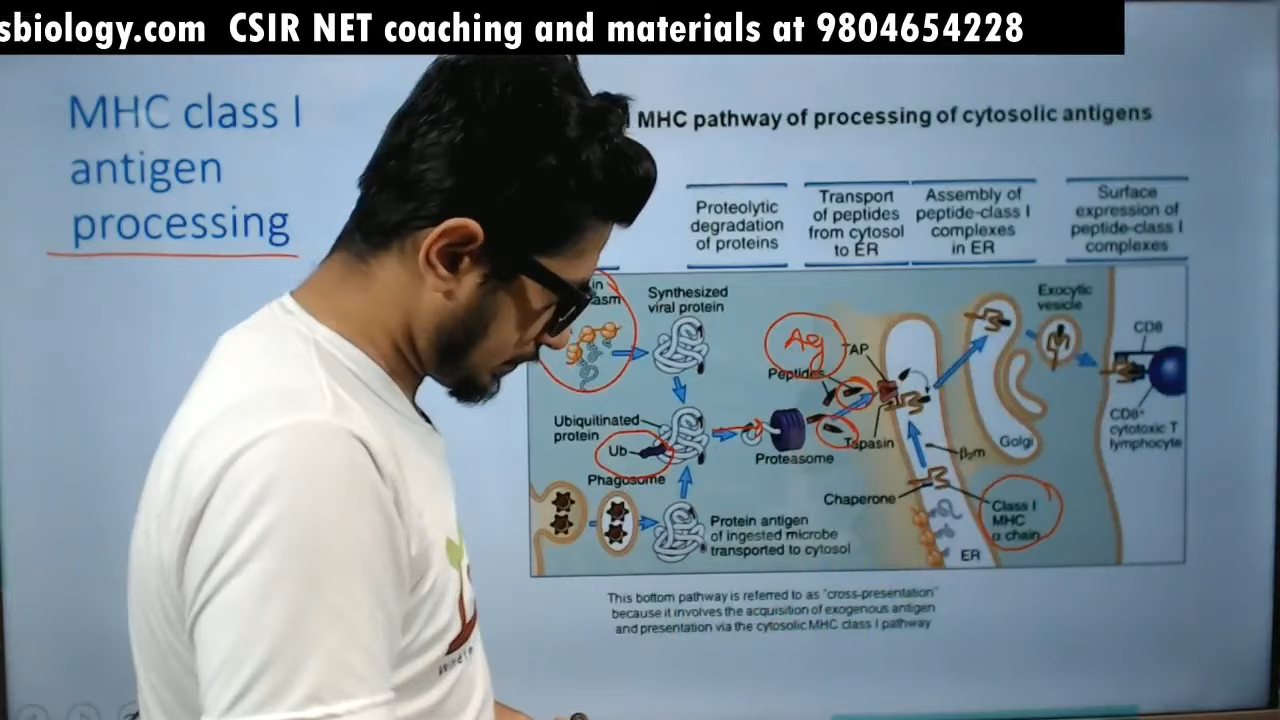 sbiology.com CSIR NET coaching and materials at 9804654228
MHC class I
antigen
processing
MHC pathway of processing of cytosolic antigens
Proteolytic
degradation
of proteins
Transport
of peptides
from cytosol
to ER
Assembly of
peptide-class I
complexes
in ER
Surface
expression of
peptide-class I
complexes
in
asm
Synthesized
viral protein
Ag
TAP
Peptides
Exocytic
vesicle
CD8
Ubiquitinated
protein
Ub
Proteasome
Tapasin
β2m
Golgi
CD8+
cytotoxic T
lymphocyte
Phagosome
Chaperone
Class I
MHC
α chain
Protein antigen
of ingested microbe
transported to cytosol
ER
This bottom pathway is referred to as "cross-presentation"
because it involves the acquisition of exogenous antigen
and presentation via the cytosolic MHC class I pathway